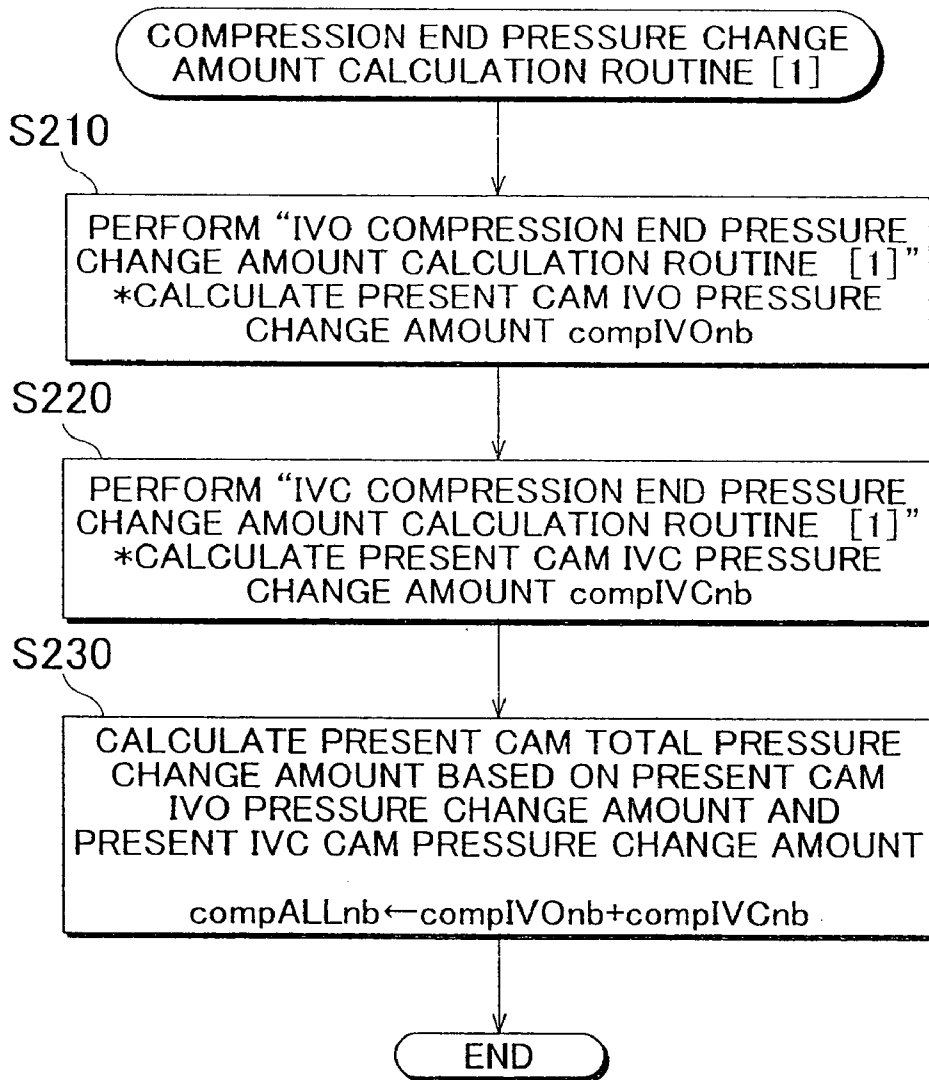 COMPRESSION END PRESSURE CHANGE
AMOUNT CALCULATION ROUTINE [1]
S210
PERFORM “IVO COMPRESSION END PRESSURE
CHANGE AMOUNT CALCULATION ROUTINE [1]”
*CALCULATE PRESENT CAM IVO PRESSURE
CHANGE AMOUNT compIVOnb
S220
PERFORM “IVC COMPRESSION END PRESSURE
CHANGE AMOUNT CALCULATION ROUTINE [1]”
*CALCULATE PRESENT CAM IVC PRESSURE
CHANGE AMOUNT compIVCnb
S230
CALCULATE PRESENT CAM TOTAL PRESSURE
CHANGE AMOUNT BASED ON PRESENT CAM
IVO PRESSURE CHANGE AMOUNT AND
PRESENT IVC CAM PRESSURE CHANGE AMOUNT
compALLnb←compIVOnb+compIVCnb
END